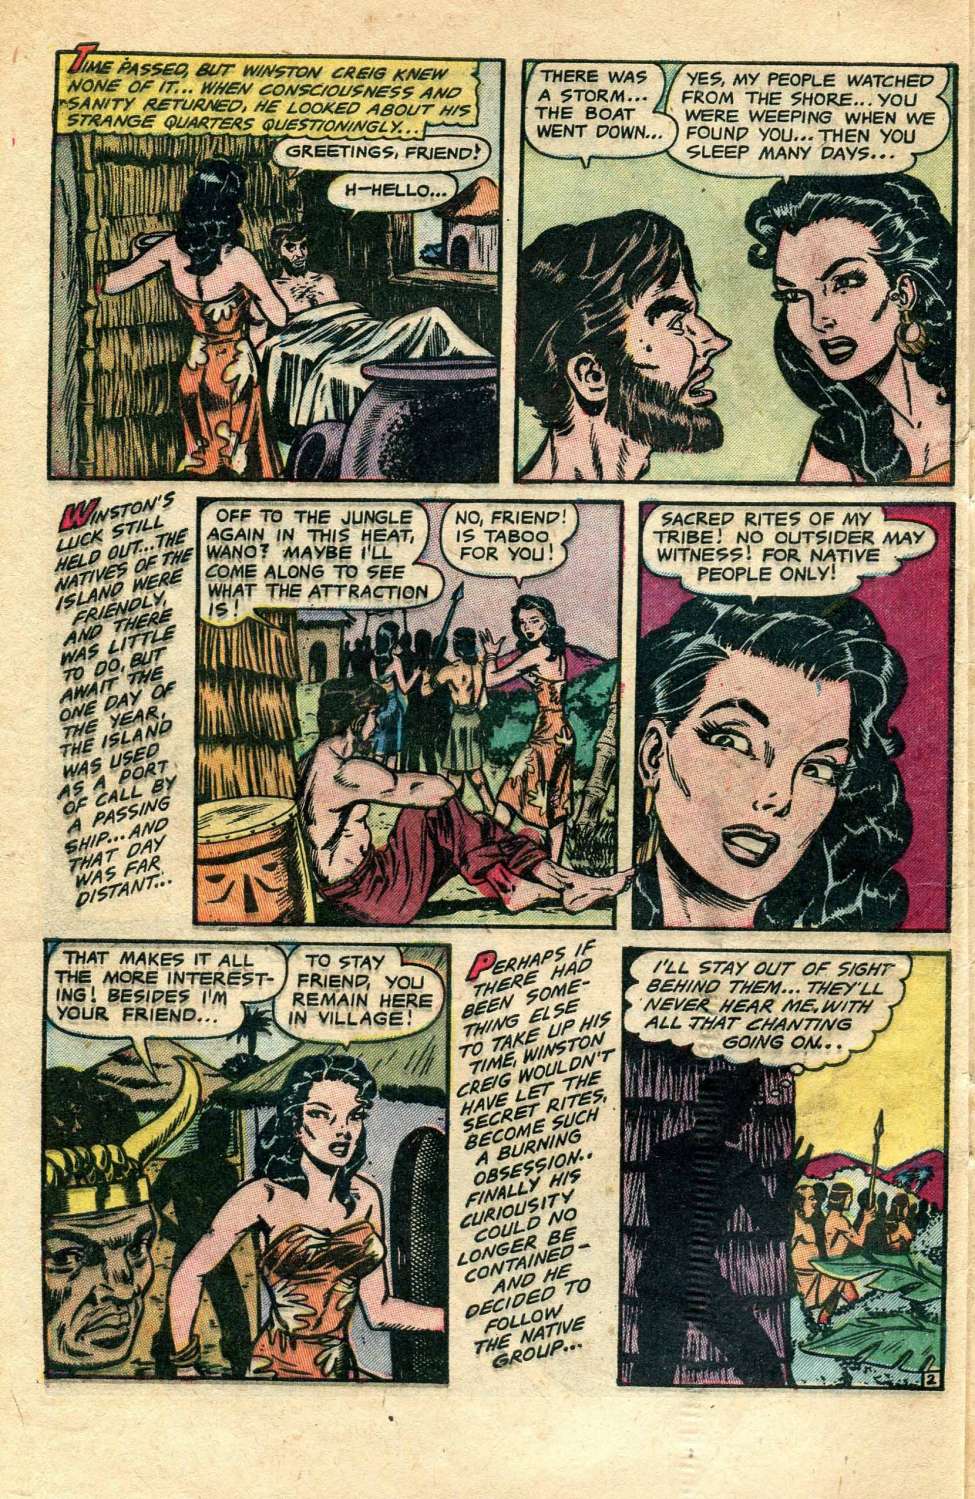 TIME PASSED, BUT WINSTON CREIG KNEW
NONE OF IT... WHEN CONSCIOUSNESS AND
SANITY RETURNED, HE LOOKED ABOUT HIS
STRANGE QUARTERS QUESTIONINGLY...
GREETINGS, FRIEND!
H-HELLO...
THERE WAS
A STORM...
THE BOAT
WENT DOWN...
YES, MY PEOPLE WATCHED
FROM THE SHORE... YOU
WERE WEEPING WHEN WE
FOUND YOU... THEN YOU
SLEEP MANY DAYS...
WINSTON'S
LUCK STILL
HELD OUT... THE
NATIVES OF THE
ISLAND WERE
FRIENDLY,
AND THERE
WAS LITTLE
TO DO, BUT
AWAIT THE
ONE DAY OF
THE YEAR,
THE ISLAND
WAS USED
AS A PORT
OF CALL BY
A PASSING
SHIP... AND
THAT DAY
WAS FAR
DISTANT...
OFF TO THE JUNGLE
AGAIN IN THIS HEAT,
WANO? MAYBE I'LL
COME ALONG TO SEE
WHAT THE ATTRACTION
IS!
NO, FRIEND!
IS TABOO
FOR YOU!
SACRED RITES OF MY
TRIBE! NO OUTSIDER MAY
WITNESS! FOR NATIVE
PEOPLE ONLY!
THAT MAKES IT ALL
THE MORE INTEREST-
ING! BESIDES I'M
YOUR FRIEND...
TO STAY
FRIEND, YOU
REMAIN HERE
IN VILLAGE!
PERHAPS IF
THERE HAD
BEEN SOME-
THING ELSE
TO TAKE UP HIS
TIME, WINSTON
CREIG WOULDN'T
HAVE LET THE
SECRET RITES,
BECOME SUCH
A BURNING
OBSESSION..
FINALLY HIS
CURIOSITY
COULD NO
LONGER BE
CONTAINED-
AND HE
DECIDED TO
FOLLOW
THE NATIVE
GROUP...
I'LL STAY OUT OF SIGHT
BEHIND THEM... THEY'LL
NEVER HEAR ME, WITH
ALL THAT CHANTING
GOING ON...
2